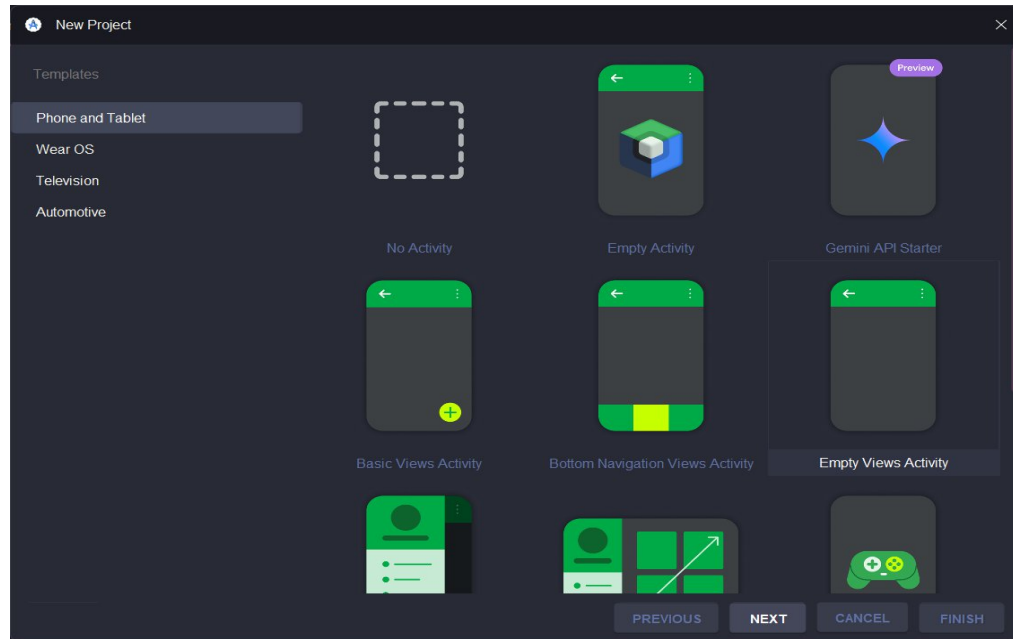 New Project
Templates
Phone and Tablet
Wear OS
Television
Automotive
Preview
No Activity
Empty Activity
Gemini API Starter
Basic Views Activity
Bottom Navigation Views Activity
Empty Views Activity
PREVIOUS
NEXT
CANCEL
FINISH